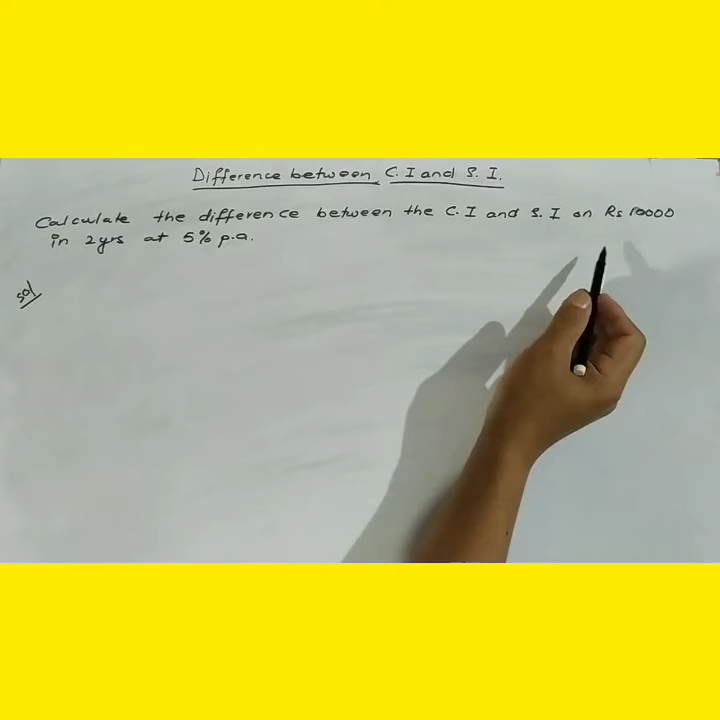 Difference between C.I and S.I.
Calculate the difference between the C.I and S.I on Rs 10000
in 2yrs at 5% p.a.
sol